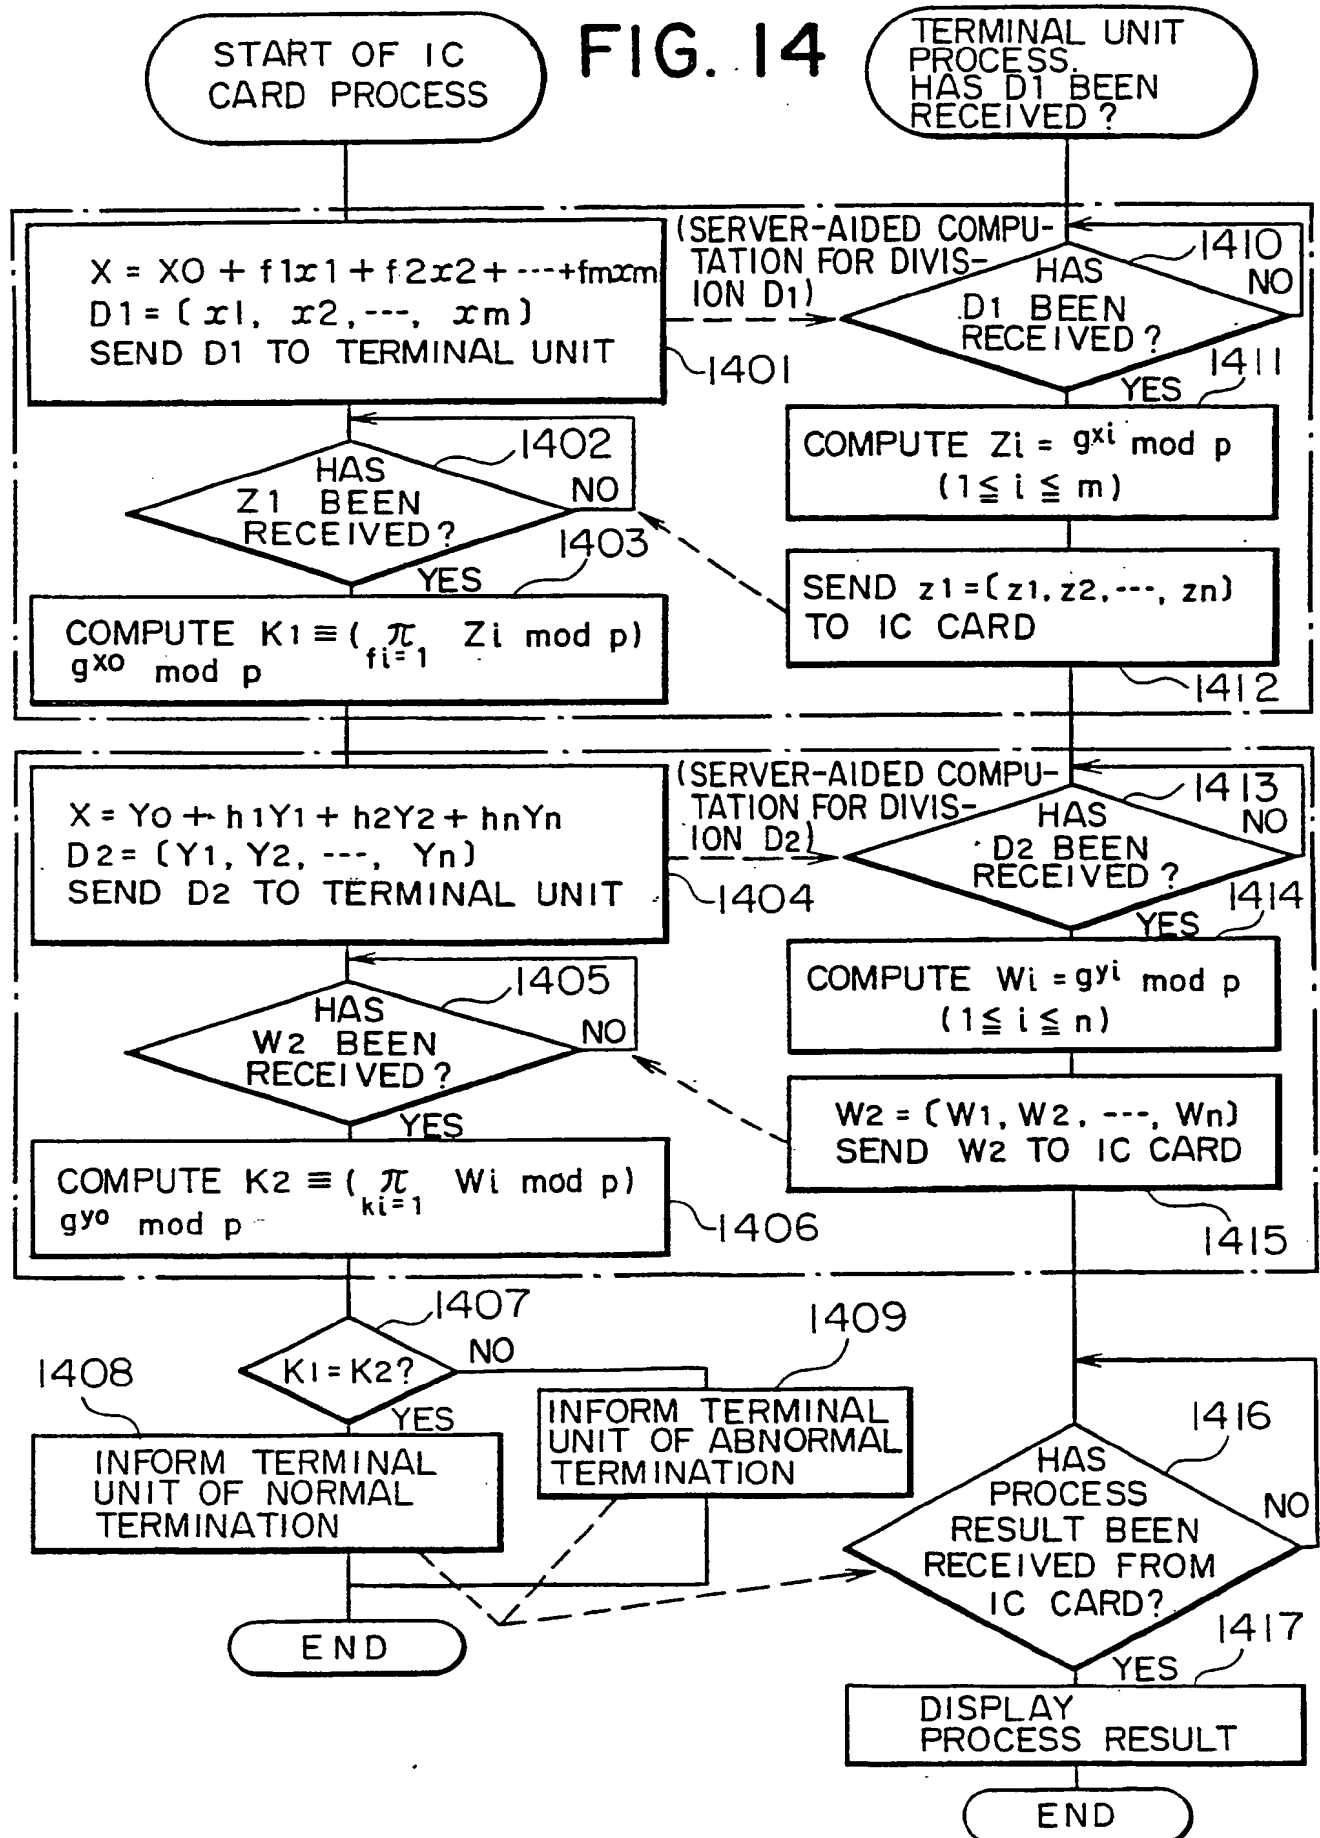 FIG. 14
START OF IC
CARD PROCESS
TERMINAL UNIT
PROCESS.
HAS D1 BEEN
RECEIVED?
X = X0 + f1x1 + f2x2 + ---+fmxm
D1 = (x1, x2, ---, xm)
SEND D1 TO TERMINAL UNIT
1401
(SERVER-AIDED COMPU-
TATION FOR DIVIS-
ION D1)
HAS
D1 BEEN
RECEIVED?
1410
NO
YES
1411
HAS
Z1 BEEN
RECEIVED?
1402
NO
YES
1403
COMPUTE Zi = gxi mod p
(1≦ i ≦ m)
SEND z1=(z1, z2, ---, zn)
TO IC CARD
1412
COMPUTE K1 ≡ ( π Zi mod p)
fi=1
gxo mod p
X = Y0 + h1Y1 + h2Y2 + hnYn
D2 = (Y1, Y2, ---, Yn)
SEND D2 TO TERMINAL UNIT
1404
(SERVER-AIDED COMPU-
TATION FOR DIVIS-
ION D2)
HAS
D2 BEEN
RECEIVED?
1413
NO
YES
1414
HAS
W2 BEEN
RECEIVED?
1405
NO
YES
COMPUTE Wi = gyi mod p
(1≦ i ≦ n)
W2 = (W1, W2, ---, Wn)
SEND W2 TO IC CARD
1415
COMPUTE K2 ≡ ( π Wi mod p)
ki=1
gyo mod p
1406
K1 = K2?
1407
NO
YES
1408
INFORM TERMINAL
UNIT OF NORMAL
TERMINATION
1409
INFORM TERMINAL
UNIT OF ABNORMAL
TERMINATION
END
HAS
PROCESS
RESULT BEEN
RECEIVED FROM
IC CARD?
1416
NO
YES
1417
DISPLAY
PROCESS RESULT
END